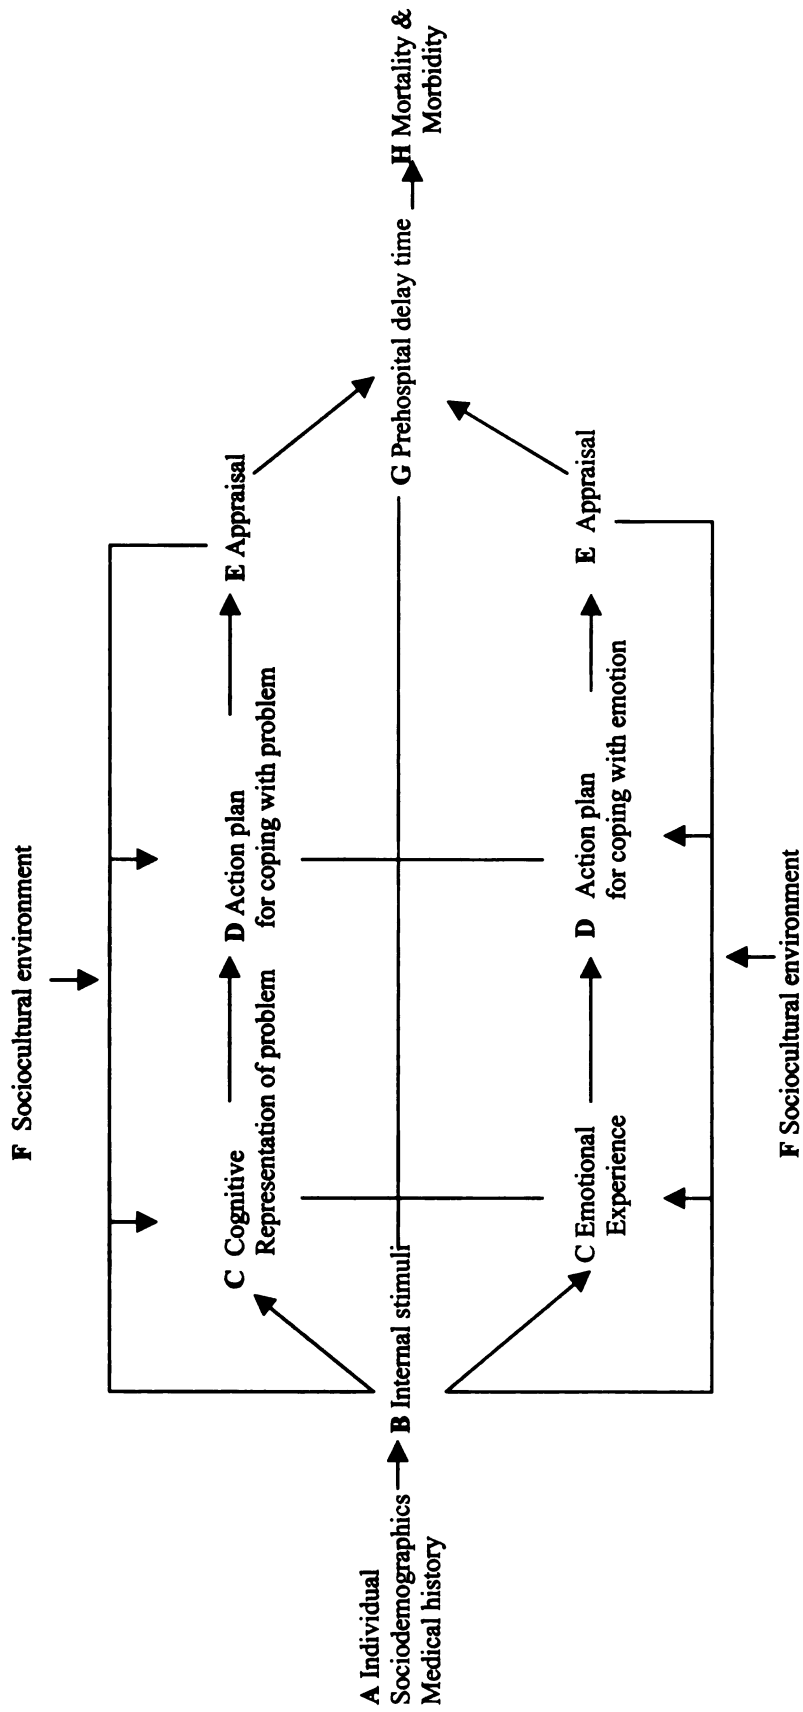 F Sociocultural environment
C Cognitive
Representation of problem
D Action plan
for coping with problem
E Appraisal
A Individual
Sociodemographics
Medical history
B Internal stimuli
G Prehospital delay time
H Mortality &
Morbidity
C Emotional
Experience
D Action plan
for coping with emotion
E Appraisal
F Sociocultural environment